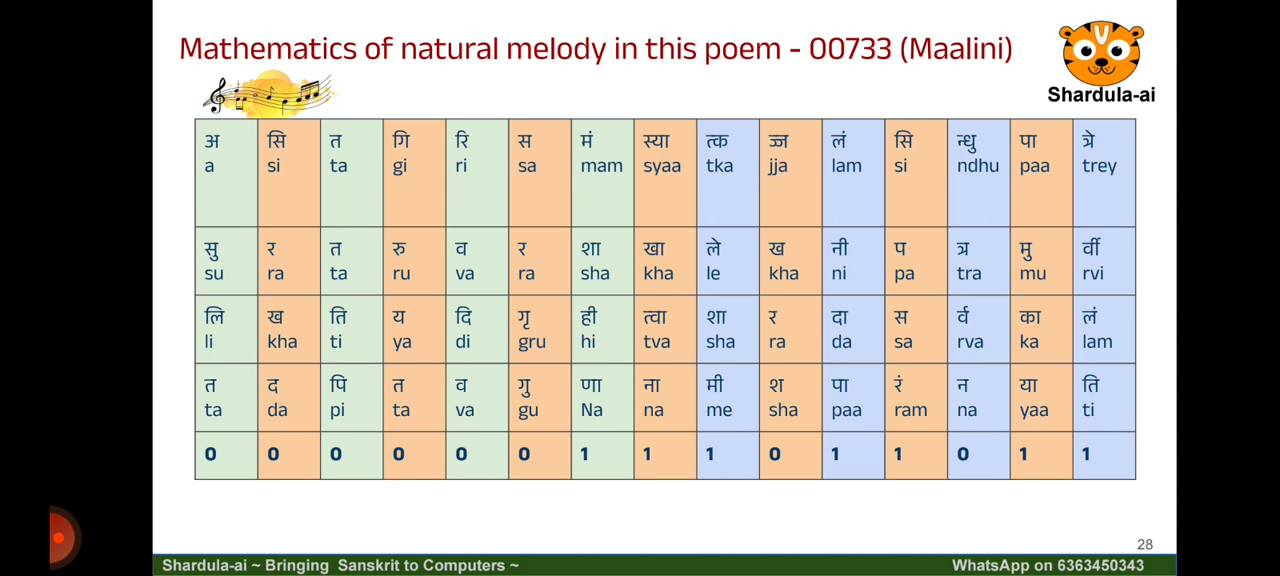 Mathematics of natural melody in this poem - 00733 (Maalini)
Shardula-ai
अ सि त गि रि स मं स्या त्क ज्ज लं सि न्धु पा त्रे
a si ta gi ri sa mam syaa tka jja lam si ndhu paa trey
सु र त रु व र शा खा ले ख नी प त्र मु र्वी
su ra ta ru va ra sha kha le kha ni pa tra mu rvi
लि ख ति य दि गृ ही त्वा शा र दा स र्व का लं
li kha ti ya di gru hi tva sha ra da sa rva ka lam
त द पि त व गु णा ना मी श पा रं न या ति
ta da pi ta va gu Na na me sha paa ram na yaa ti
0 0 0 0 0 0 1 1 1 0 1 1 0 1 1
28
Shardula-ai ~ Bringing Sanskrit to Computers ~ WhatsApp on 6363450343